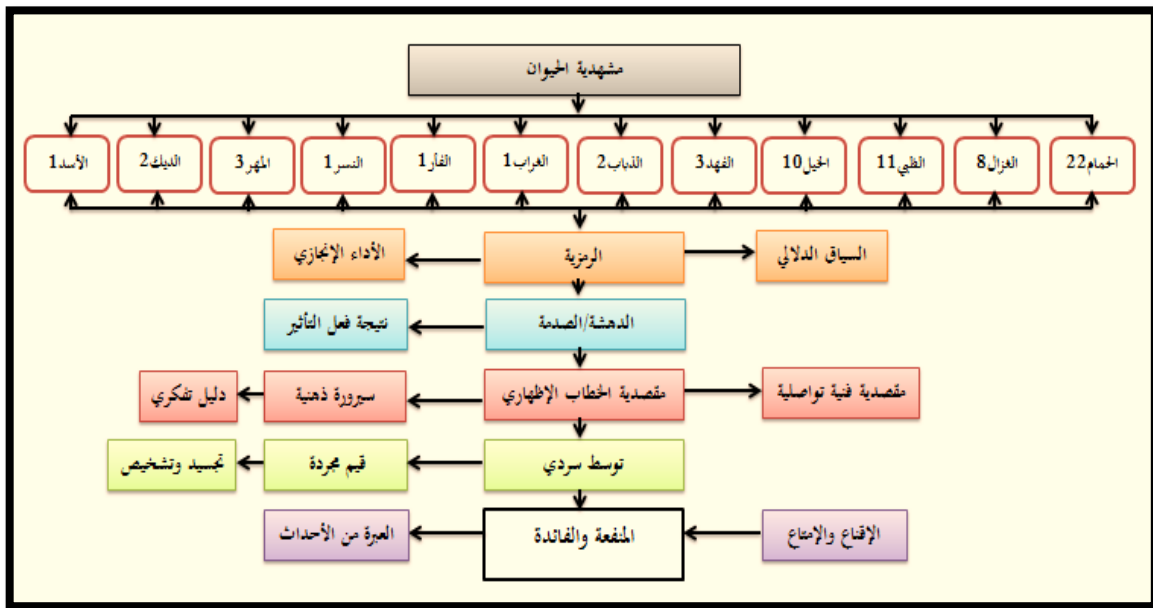 مشهدية الحيوان
الحمام22
الغزال8
الظبي11
الخيل10
الفهد3
الذباب2
الغراب1
الفأر1
النسر1
المهر3
الديك2
الأسد1
السياق الدلالي
الرمزية
الأداء الإنجازي
الدهشة/الصدمة
نتيجة فعل التأثير
مقصدية فنية تواصلية
مقصدية الخطاب الإظهاري
سيرورة ذهنية
دليل تفكري
توسط سردي
قيم مجردة
تجسيد وتشخيص
الإقناع والإمتاع
المنفعة والفائدة
العبرة من الأحداث